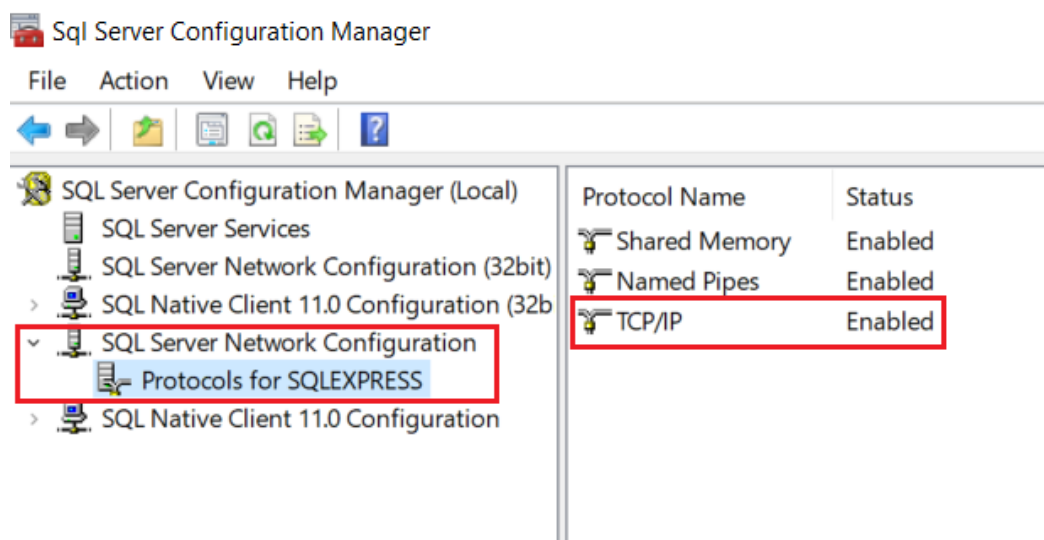 Sql Server Configuration Manager
File Action View Help
SQL Server Configuration Manager (Local)
SQL Server Services
SQL Server Network Configuration (32bit)
SQL Native Client 11.0 Configuration (32b
SQL Server Network Configuration
Protocols for SQLEXPRESS
SQL Native Client 11.0 Configuration
Protocol Name Status
Shared Memory Enabled
Named Pipes Enabled
TCP/IP Enabled